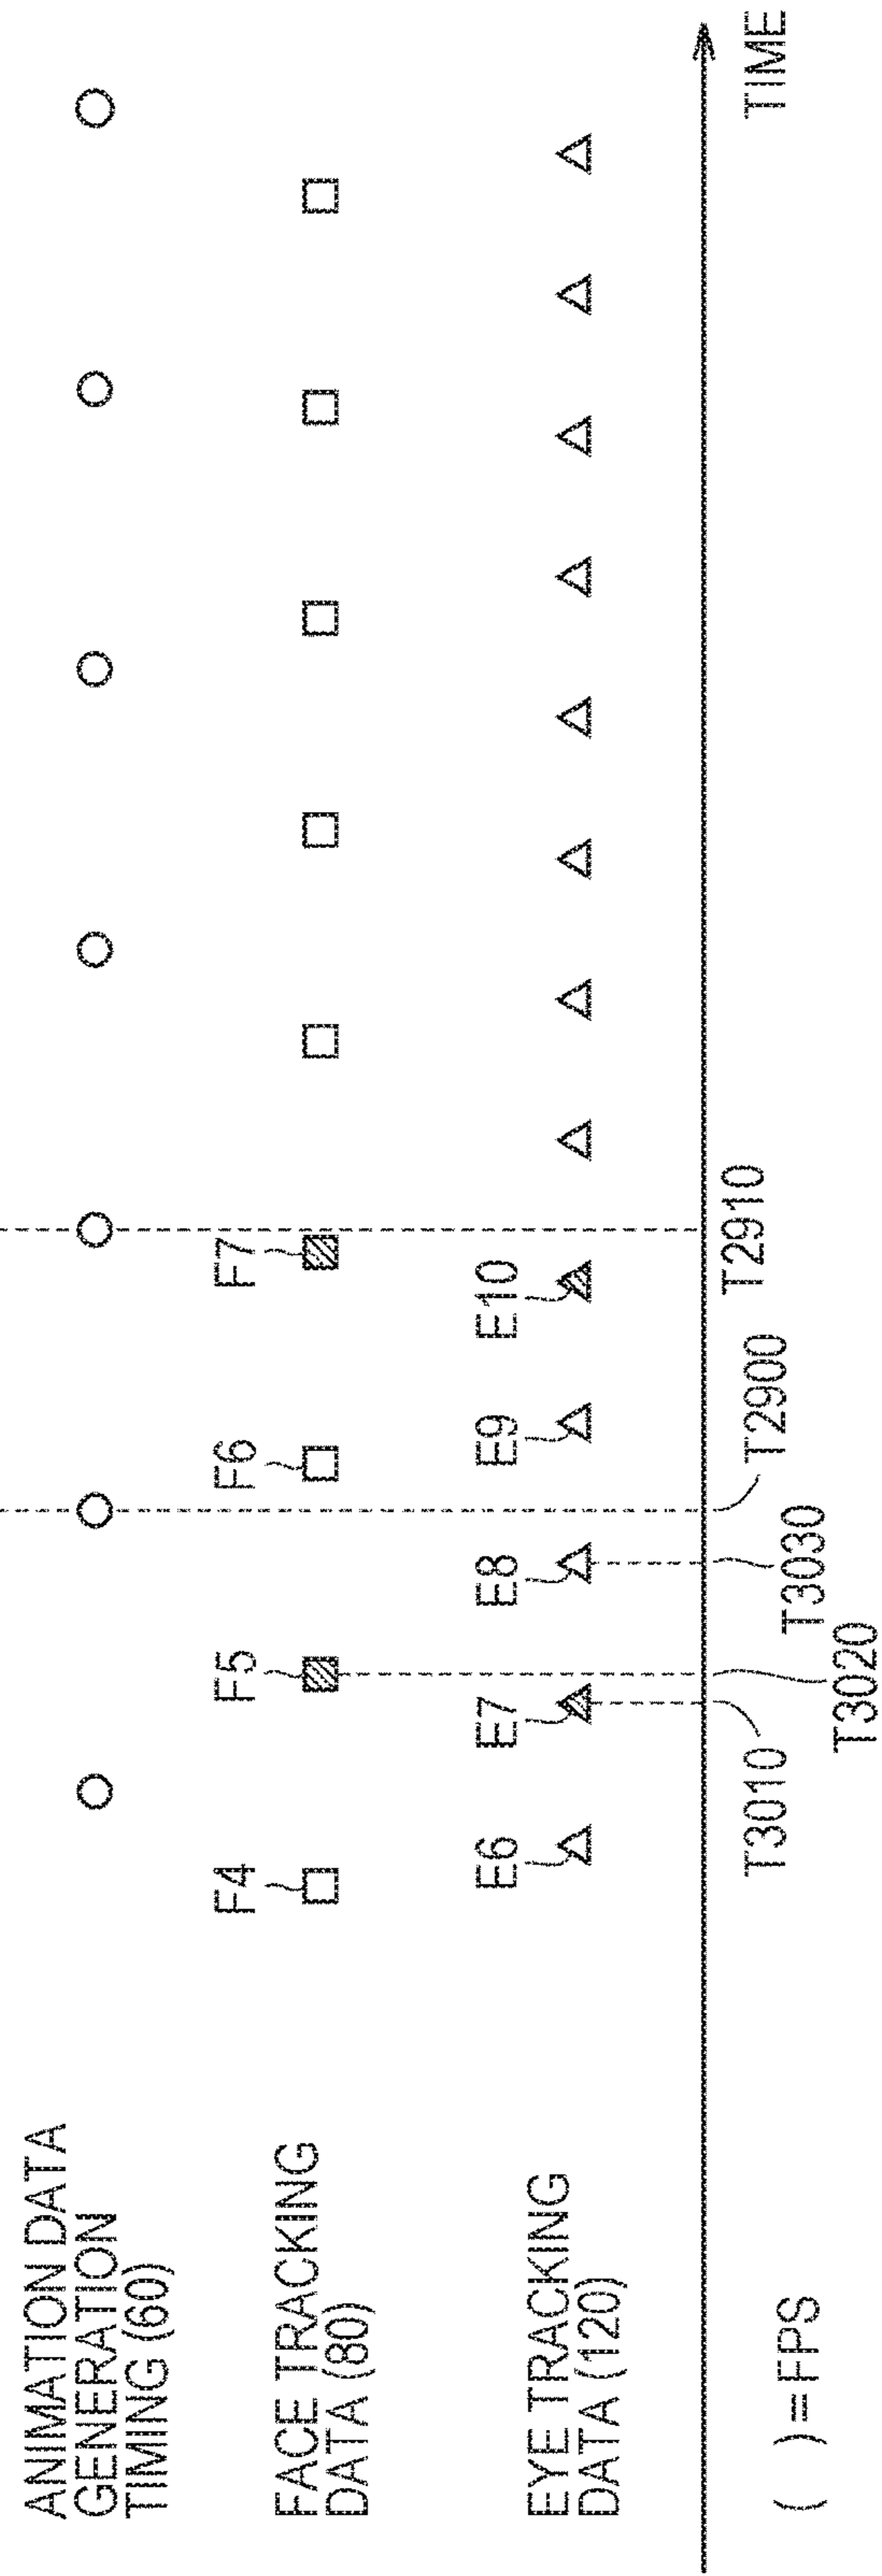 ANIMATION DATA
GENERATION
TIMING (60)
FACE TRACKING
DATA (80)
F4
F5
F6
F7
EYE TRACKING
DATA (120)
E6
E7
E8
E9
E10
T3010
T3020
T3030
T2900
T2910
TIME
( ) = FPS